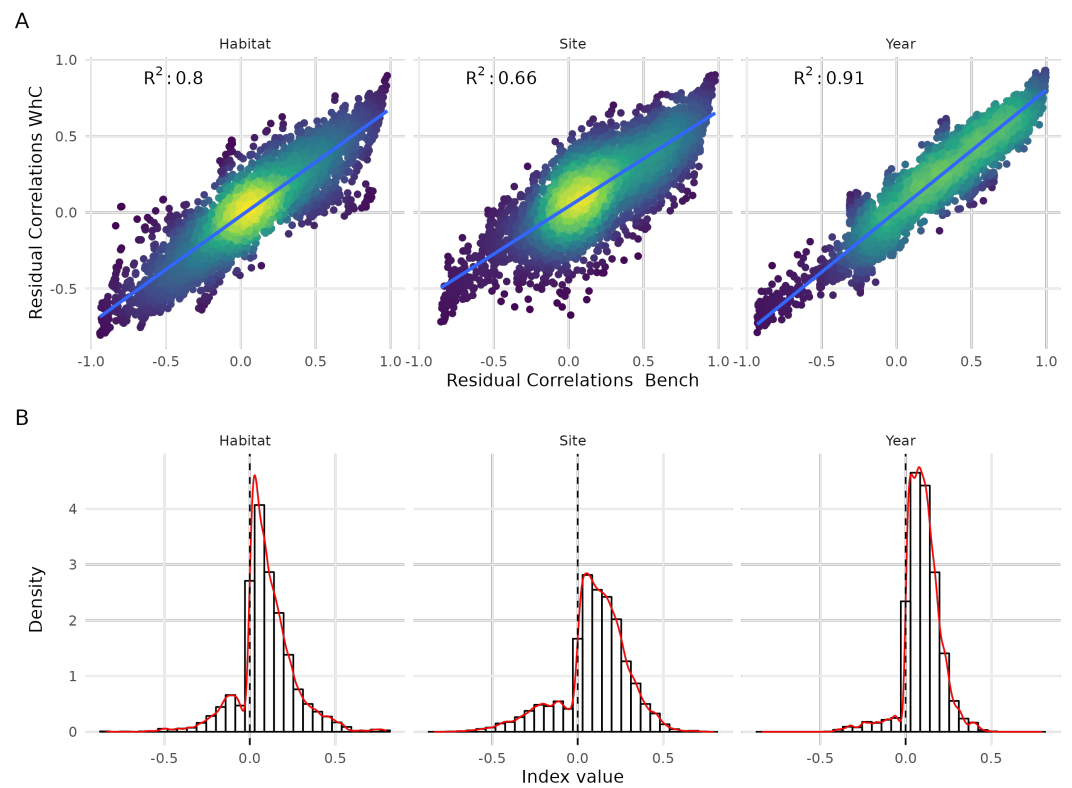 A
Habitat Site Year
Residual Correlations WhC
1.0
0.5
0.0
-0.5
R²:0.8 R²:0.66 R²:0.91
-1.0 -0.5 0.0 0.5 1.0 -1.0 -0.5 0.0 0.5 1.0 -1.0 -0.5 0.0 0.5 1.0
Residual Correlations  Bench
B
Habitat Site Year
Density
4
3
2
1
0
-0.5 0.0 0.5 -0.5 0.0 0.5 -0.5 0.0 0.5
Index value